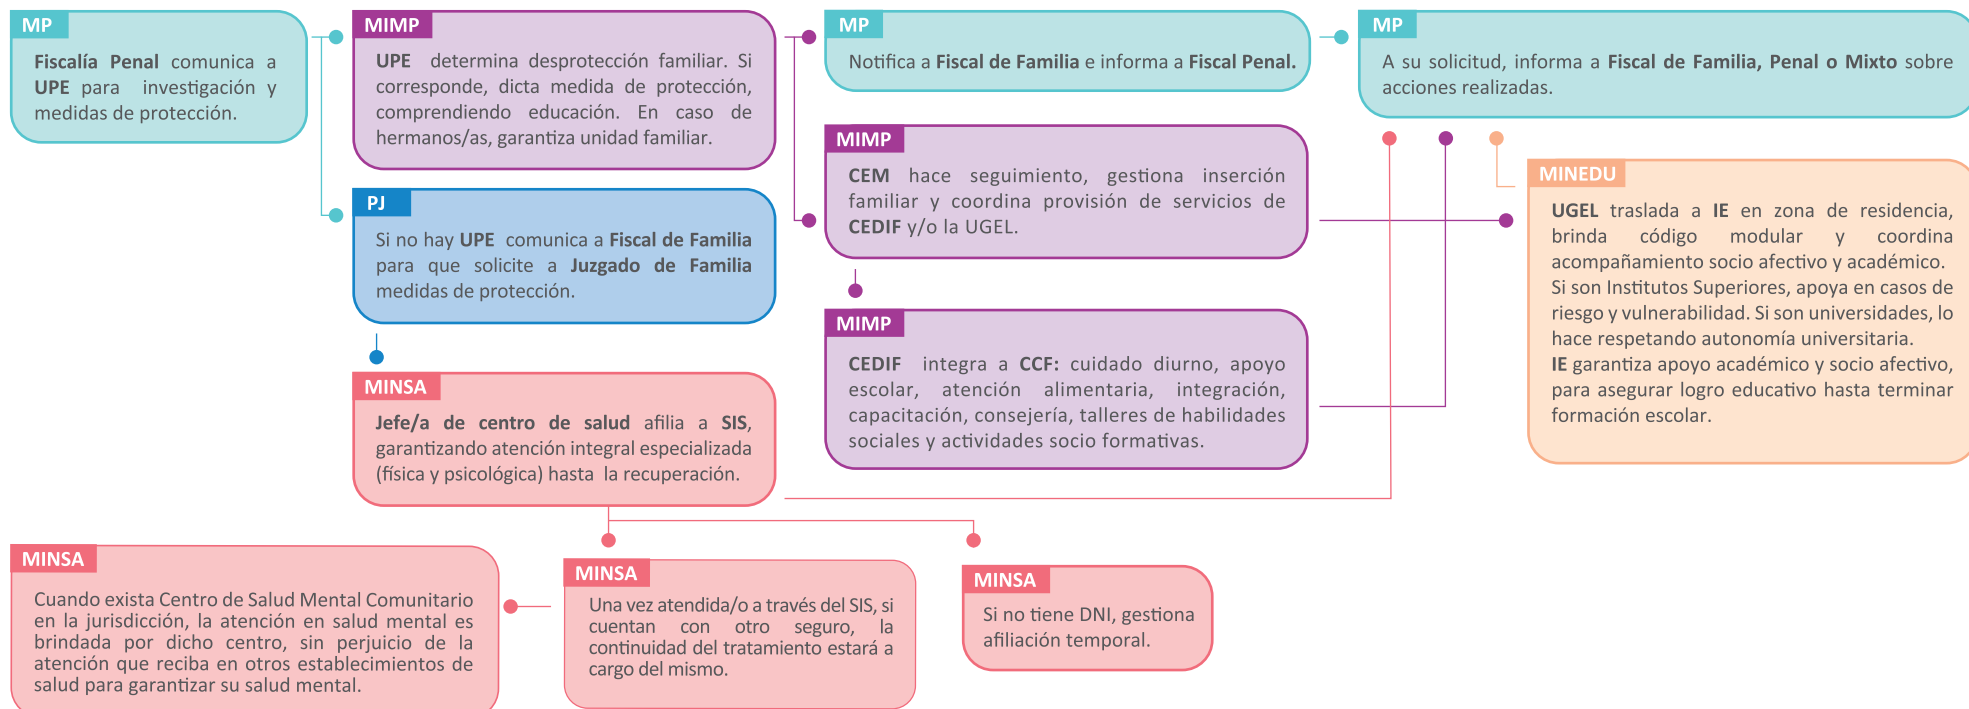 MP
Fiscalía Penal comunica a
UPE para investigación y
medidas de protección.
MIMP
UPE determina desprotección familiar. Si
corresponde, dicta medida de protección,
comprendiendo educación. En caso de
hermanos/as, garantiza unidad familiar.
MP
Notifica a Fiscal de Familia e informa a Fiscal Penal.
MP
A su solicitud, informa a Fiscal de Familia, Penal o Mixto sobre
acciones realizadas.
PJ
Si no hay UPE comunica a Fiscal de Familia
para que solicite a Juzgado de Familia
medidas de protección.
MIMP
CEM hace seguimiento, gestiona inserción
familiar y coordina provisión de servicios de
CEDIF y/o la UGEL.
MINEDU
UGEL traslada a IE en zona de residencia,
brinda código modular y coordina
acompañamiento socio afectivo y académico.
Si son Institutos Superiores, apoya en casos de
riesgo y vulnerabilidad. Si son universidades, lo
hace respetando autonomía universitaria.
IE garantiza apoyo académico y socio afectivo,
para asegurar logro educativo hasta terminar
formación escolar.
MIMP
CEDIF integra a CCF: cuidado diurno, apoyo
escolar, atención alimentaria, integración,
capacitación, consejería, talleres de habilidades
sociales y actividades socio formativas.
MINSA
Jefe/a de centro de salud afilia a SIS,
garantizando atención integral especializada
(física y psicológica) hasta la recuperación.
MINSA
Cuando exista Centro de Salud Mental Comunitario
en la jurisdicción, la atención en salud mental es
brindada por dicho centro, sin perjuicio de la
atención que reciba en otros establecimientos de
salud para garantizar su salud mental.
MINSA
Una vez atendida/o a través del SIS, si
cuentan con otro seguro, la
continuidad del tratamiento estará a
cargo del mismo.
MINSA
Si no tiene DNI, gestiona
afiliación temporal.